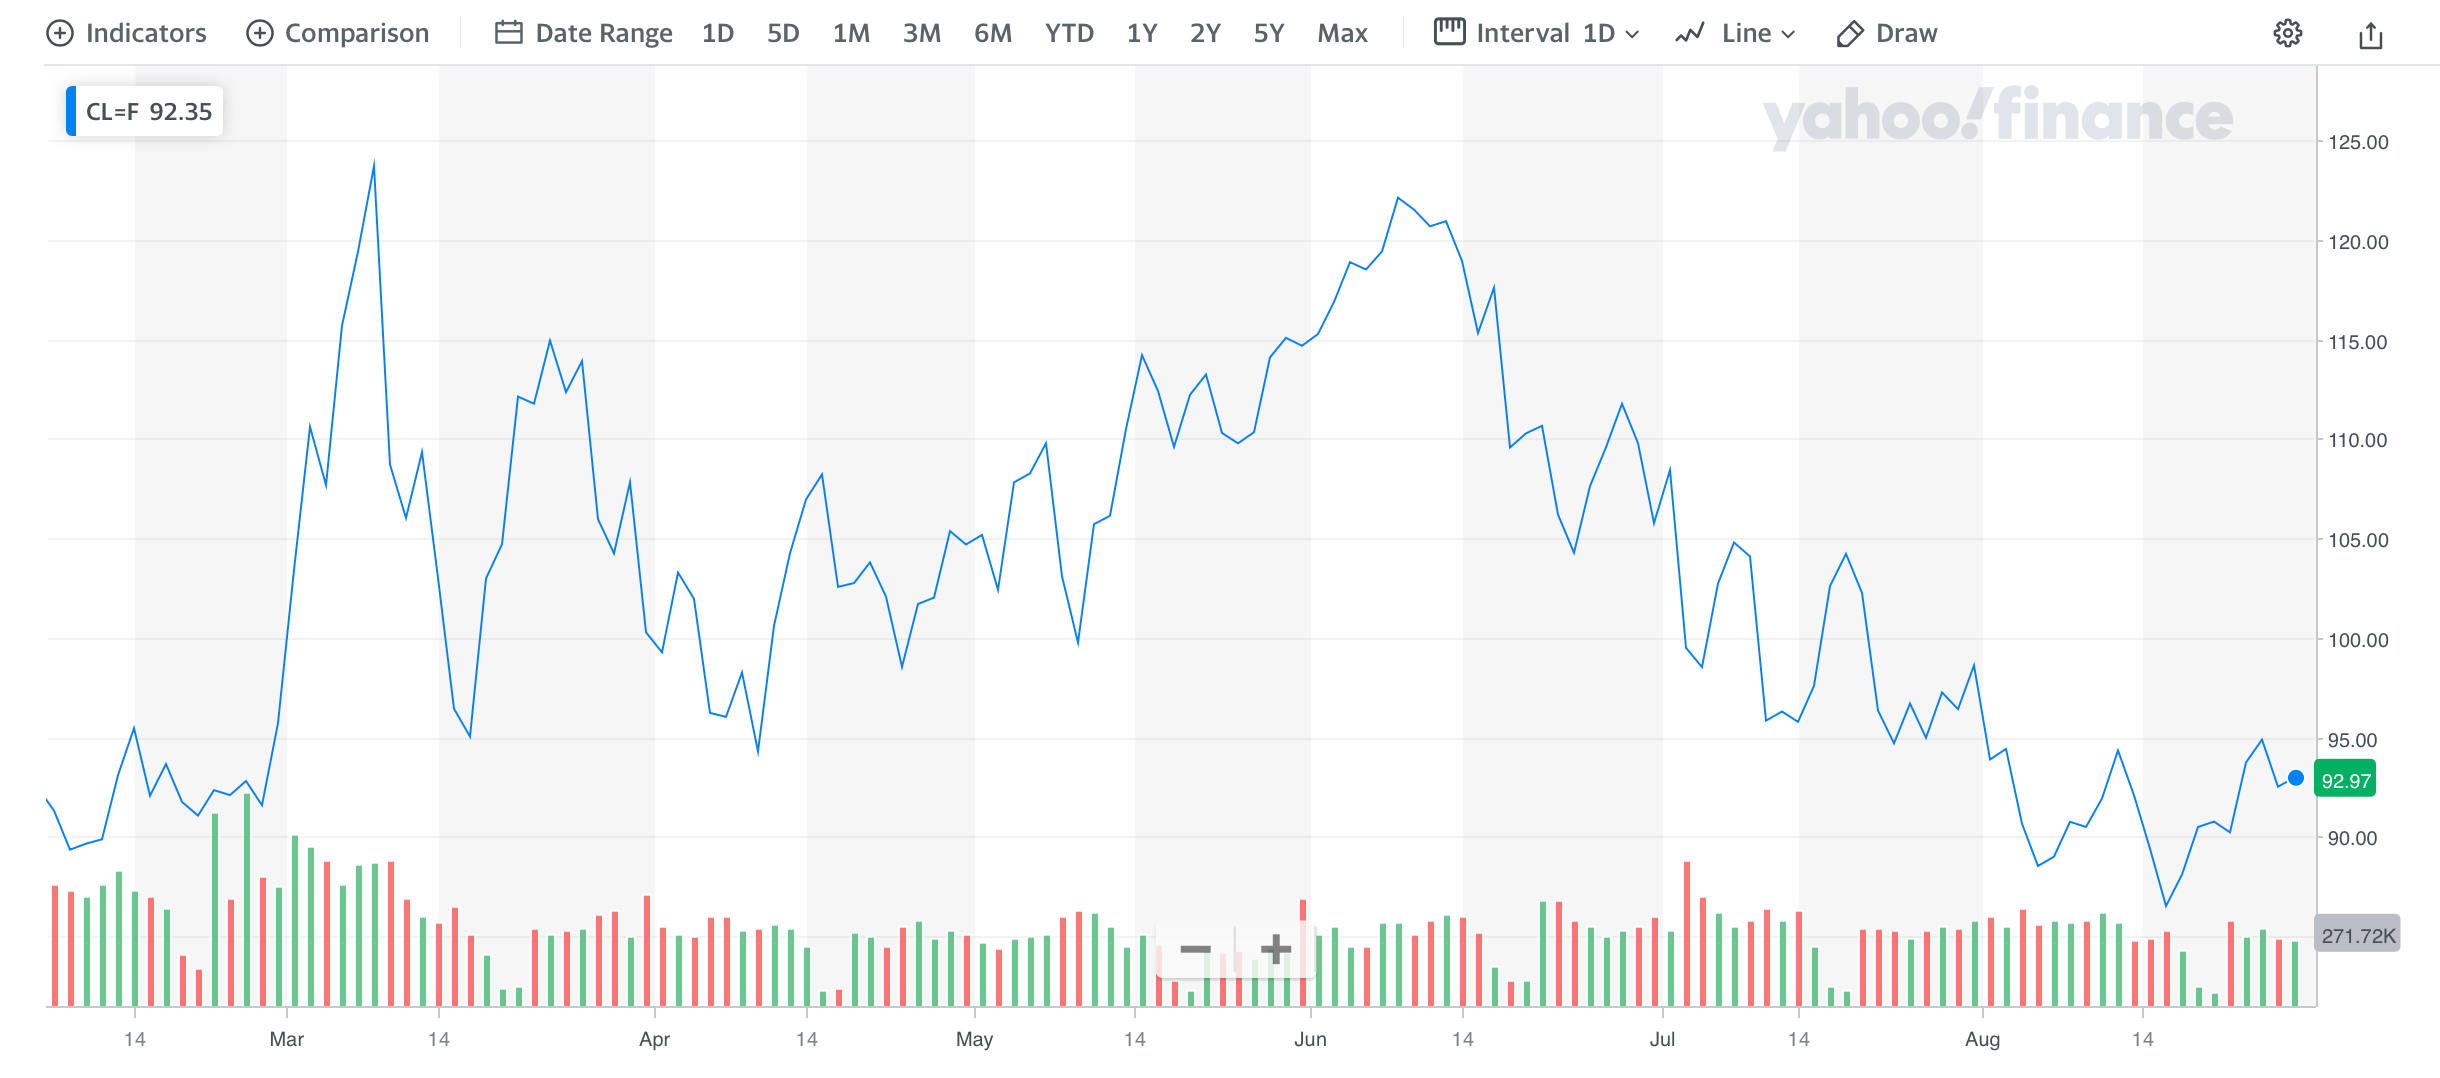 Indicators Comparison Date Range 1D 5D 1M 3M 6M YTD 1Y 2Y 5Y Max Interval 1D Line Draw
CL=F 92.35
yahoo!finance
125.00
120.00
115.00
110.00
105.00
100.00
95.00
92.97
90.00
271.72K
14 Mar 14 Apr 14 May 14 Jun 14 Jul 14 Aug 14